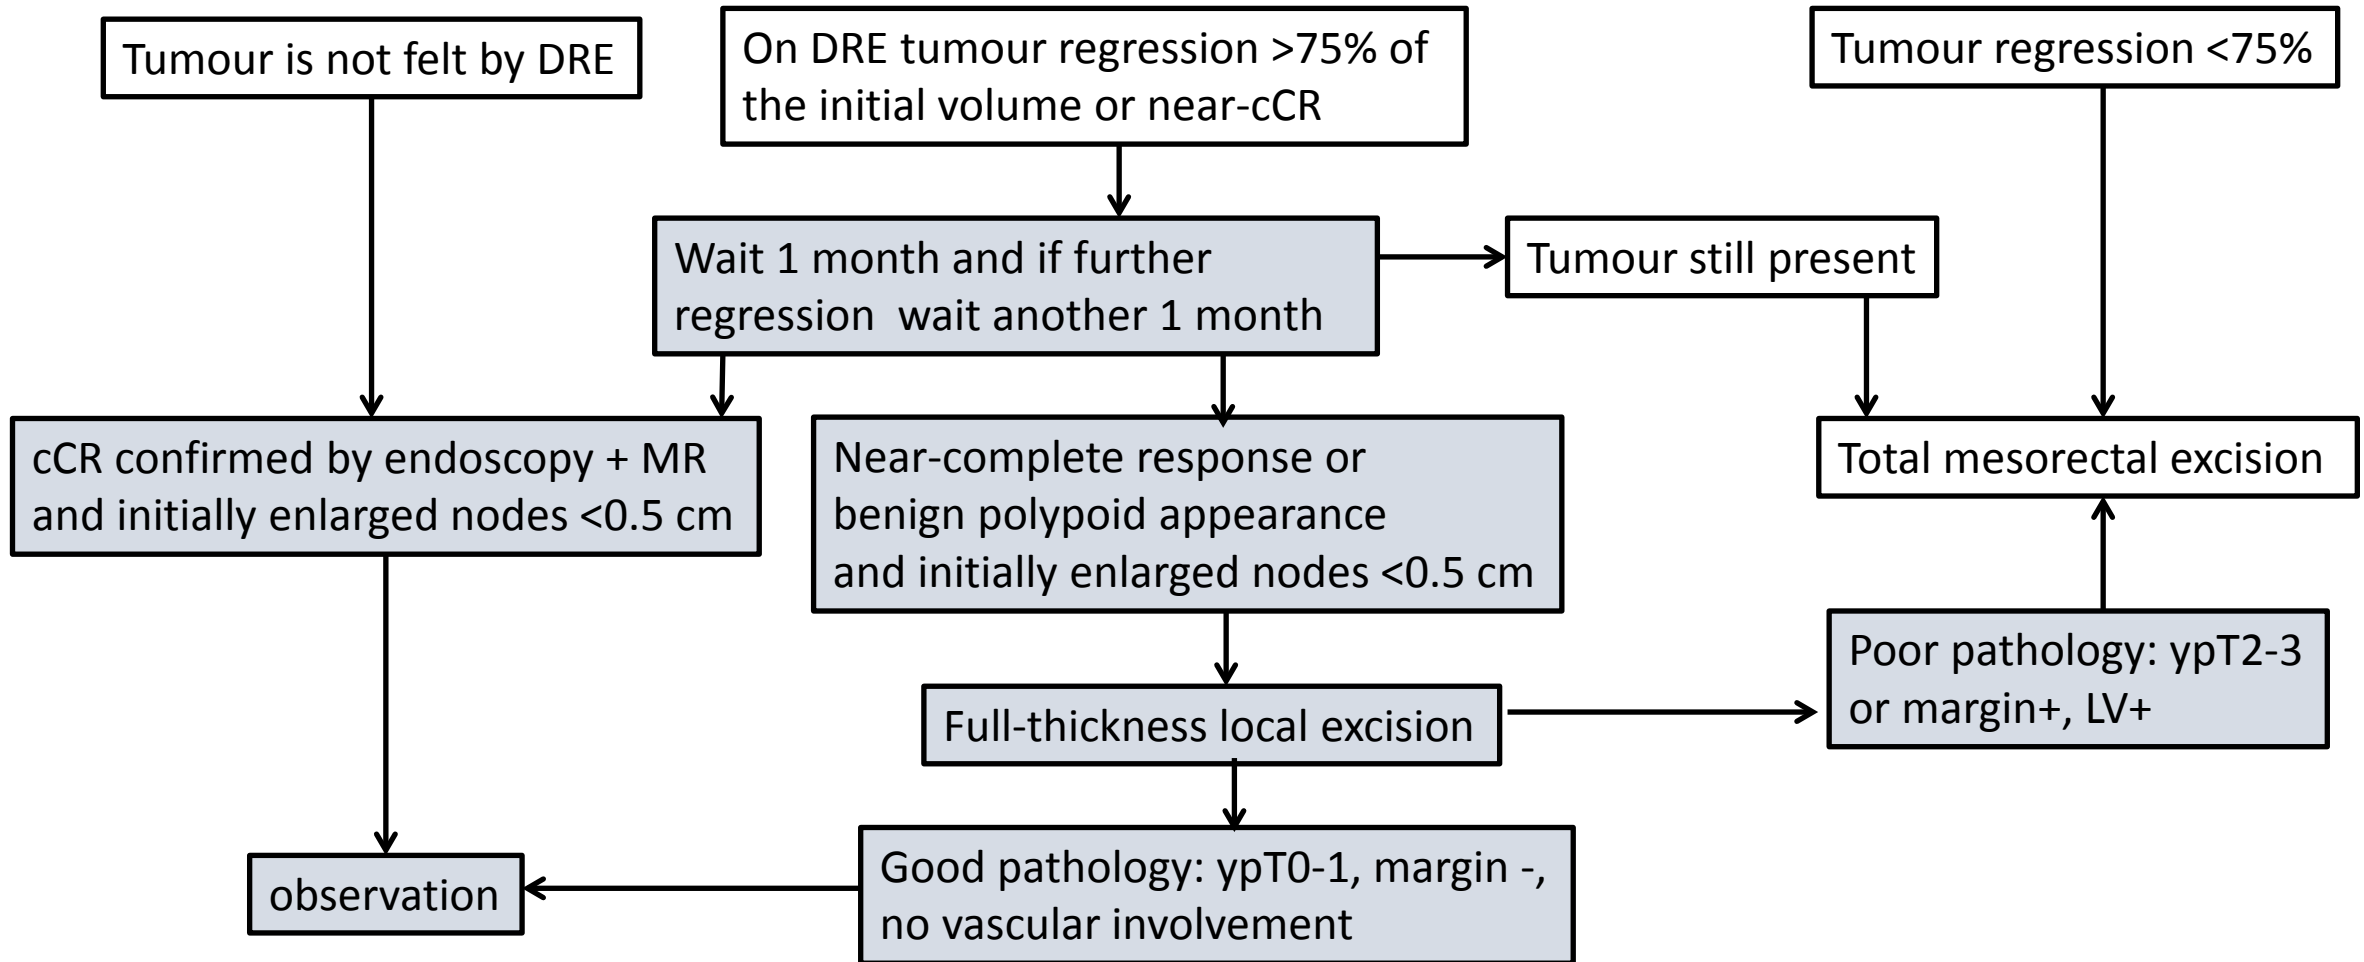 Tumour is not felt by DRE
On DRE tumour regression >75% of
the initial volume or near-cCR
Tumour regression <75%
Wait 1 month and if further
regression  wait another 1 month
Tumour still present
cCR confirmed by endoscopy + MR
and initially enlarged nodes <0.5 cm
Near-complete response or
benign polypoid appearance
and initially enlarged nodes <0.5 cm
Total mesorectal excision
Full-thickness local excision
Poor pathology: ypT2-3
or margin+, LV+
observation
Good pathology: ypT0-1, margin -,
no vascular involvement